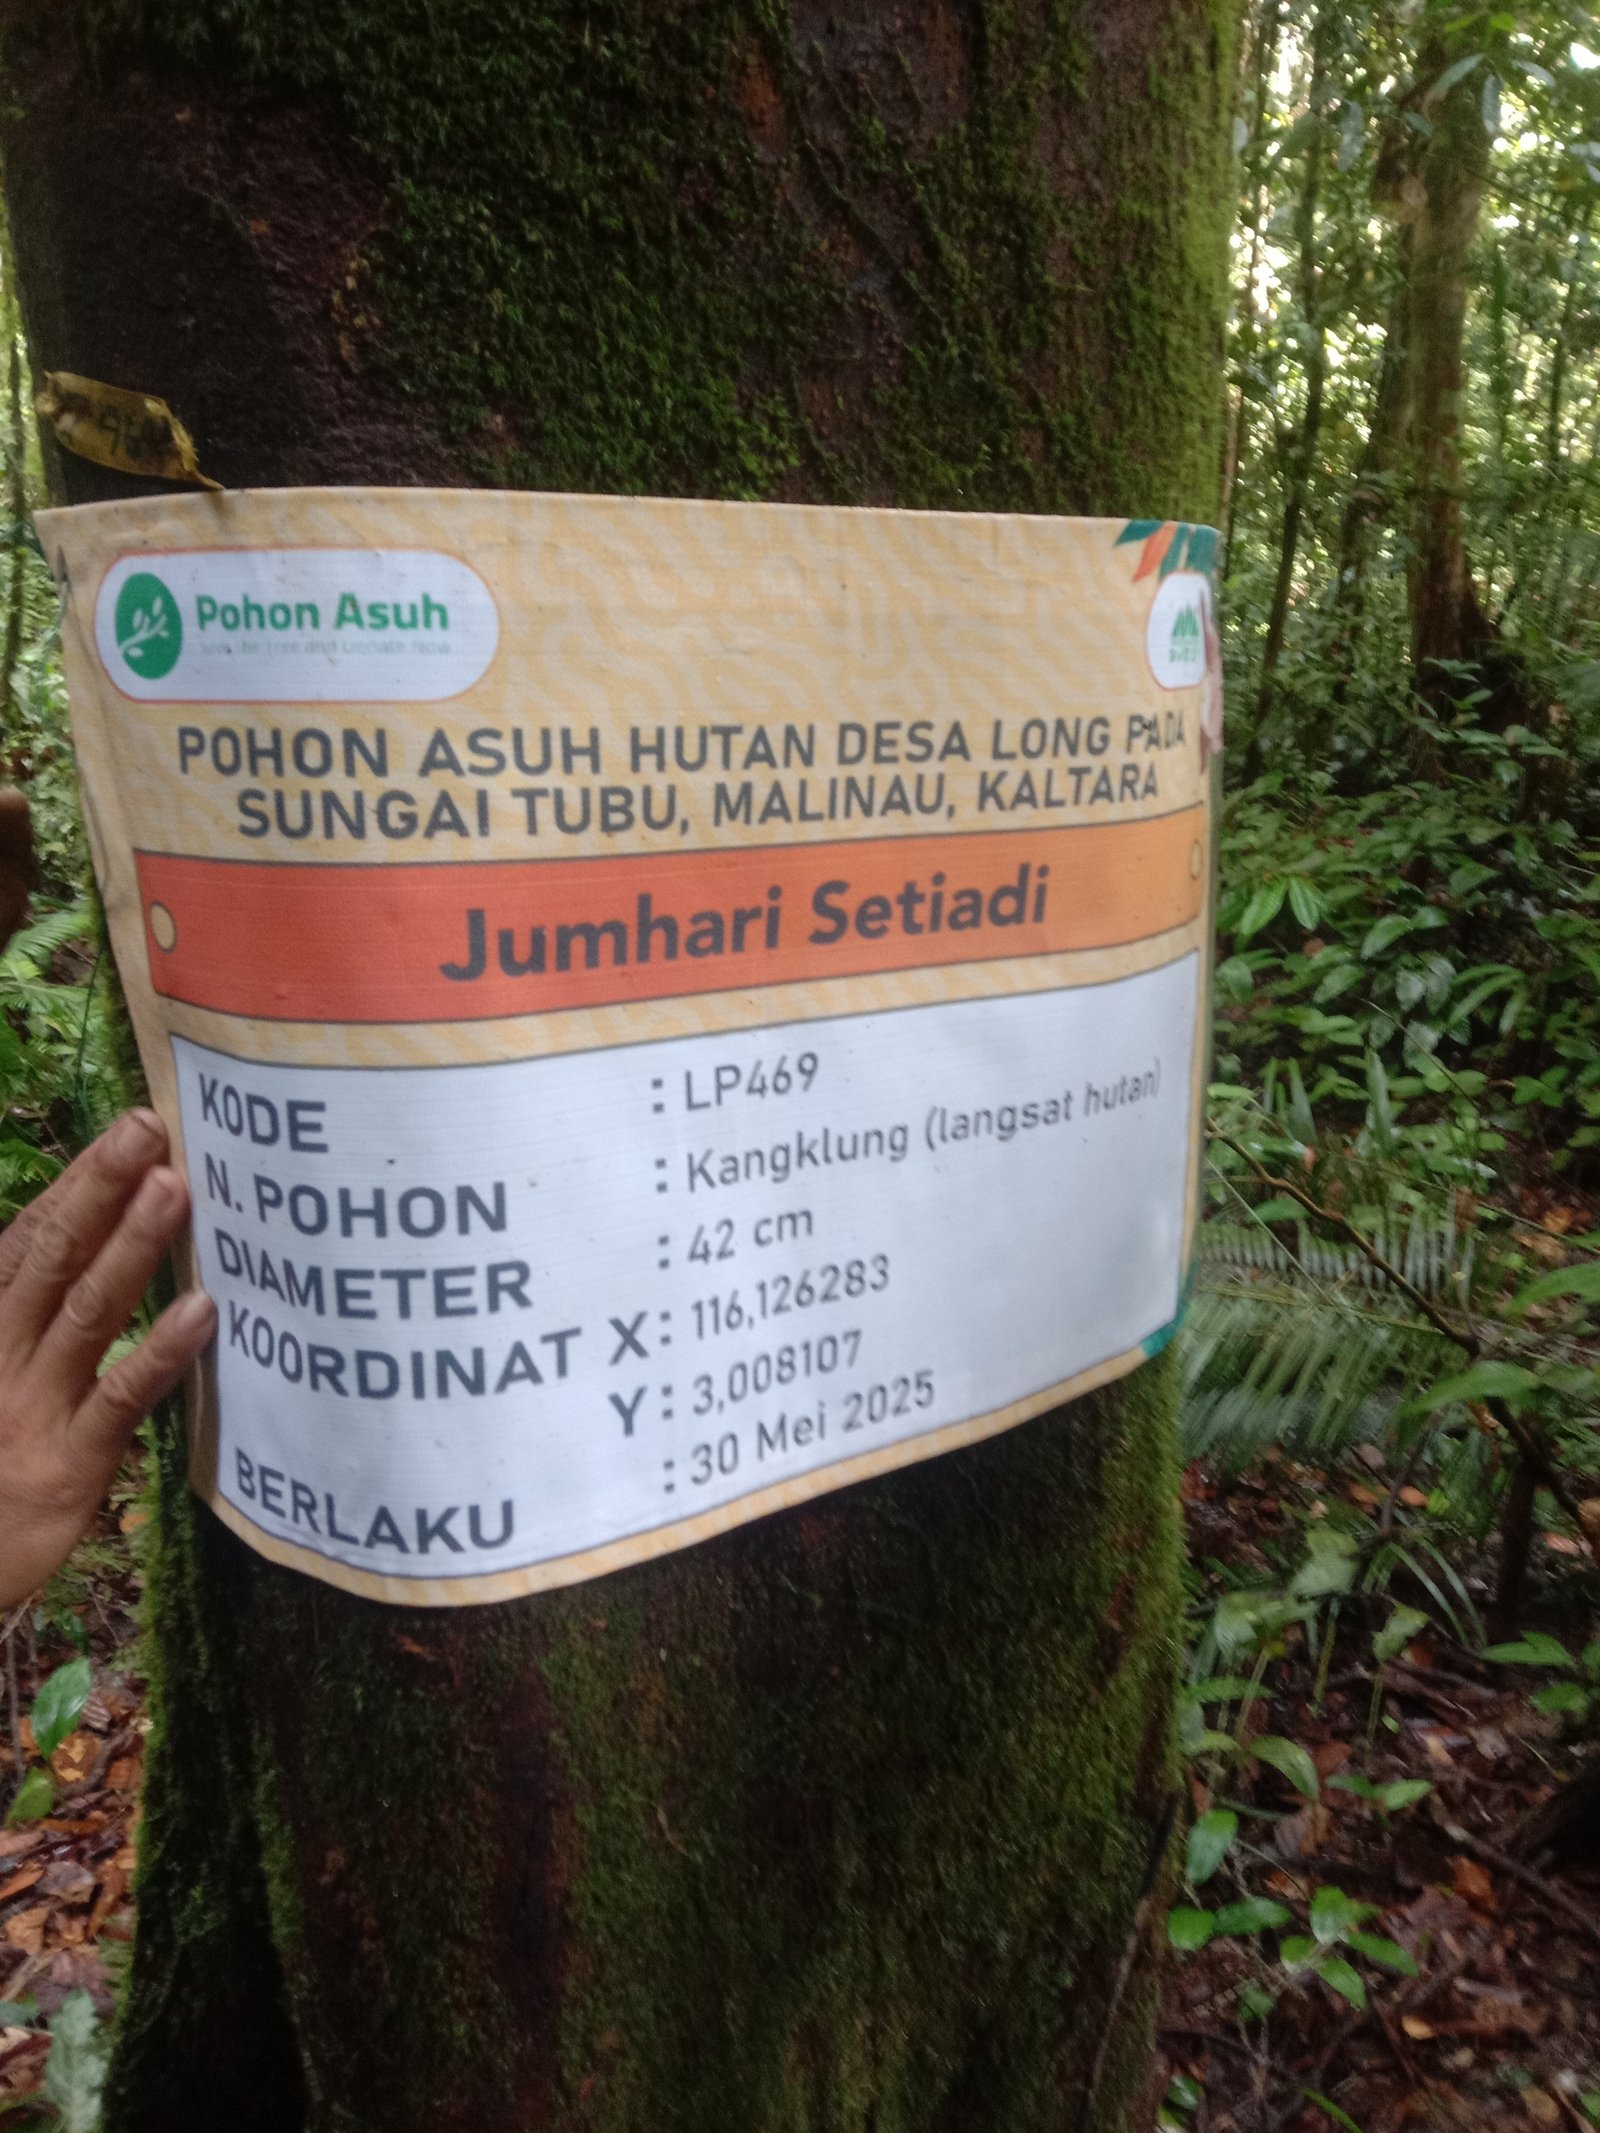 Pohon Asuh
POHON ASUH HUTAN DESA LONG PADA
SUNGAI TUBU, MALINAU, KALTARA
Jumhari Setiadi
KODE : LP469
N. POHON : Kangklung (langsat hutan)
DIAMETER : 42 cm
KOORDINAT X : 116,126283
Y : 3,008107
BERLAKU : 30 Mei 2025